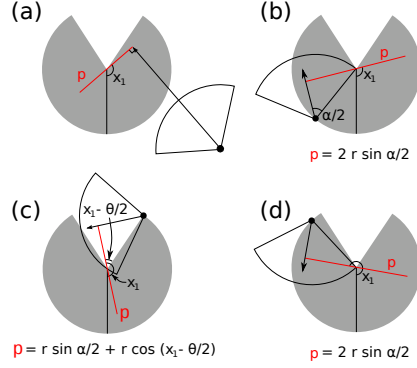 (a)
p
x₁
(b)
p
x₁
α/2
p = 2 r sin α/2
(c)
x₁- θ/2
x₁
p
p = r sin α/2 + r cos (x₁- θ/2)
(d)
p
x₁
p = 2 r sin α/2